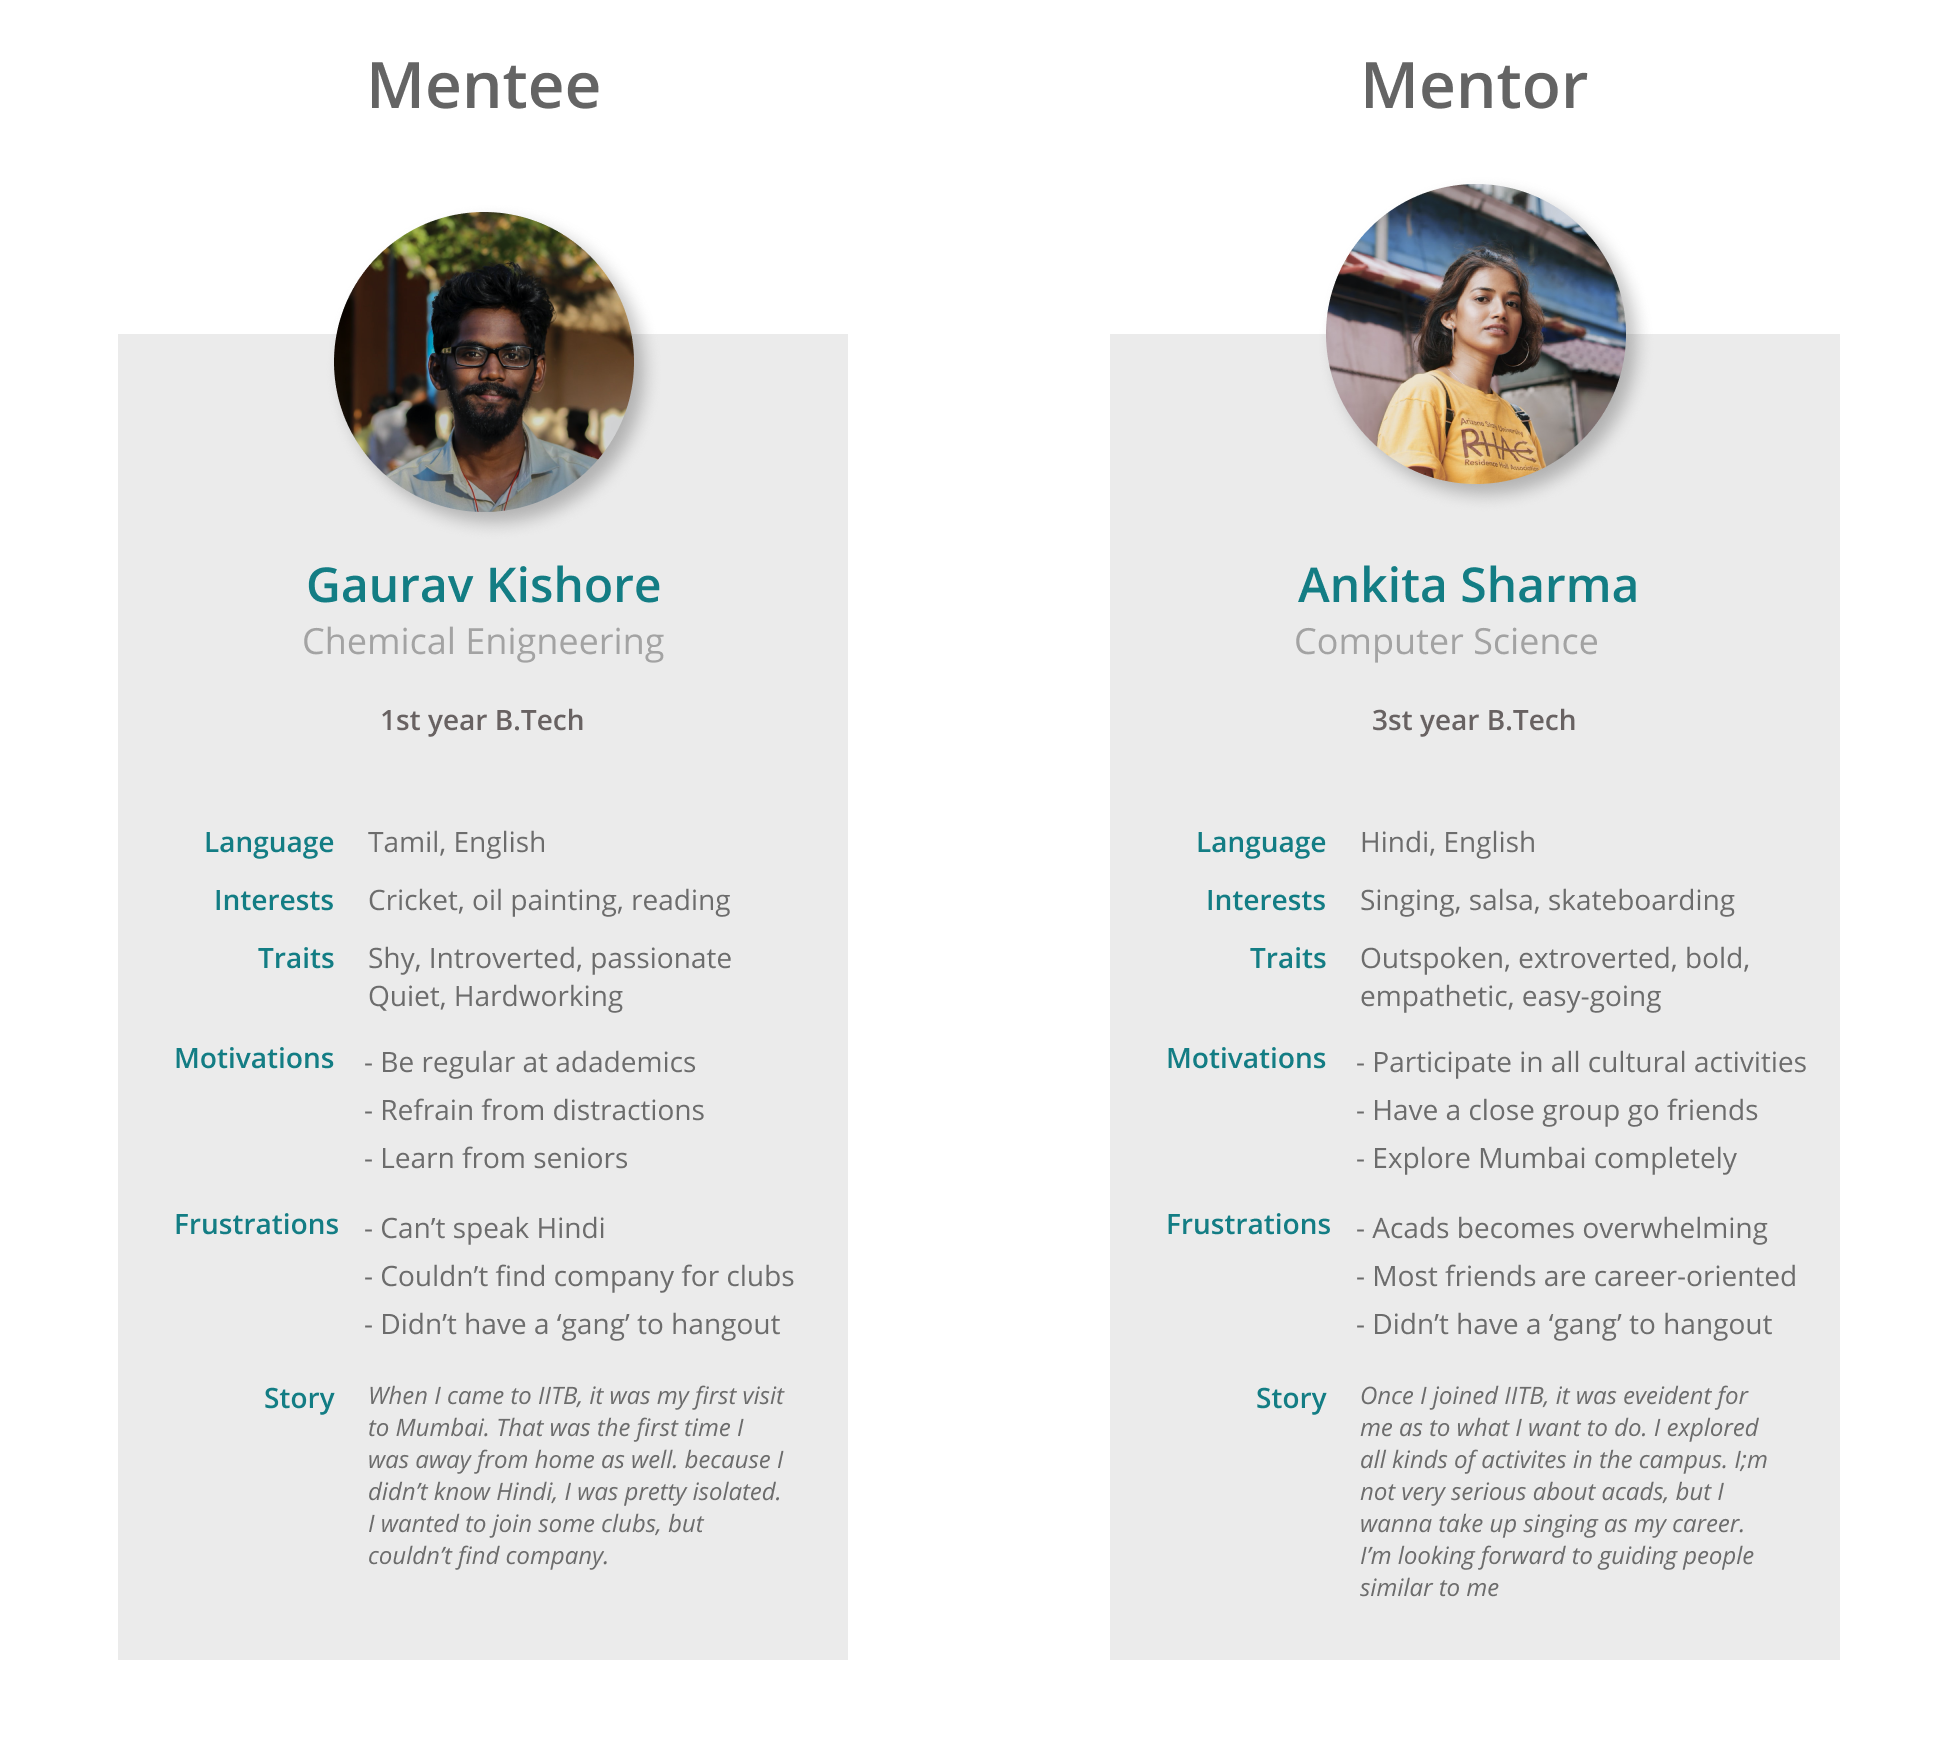 Mentee
Gaurav Kishore
Chemical Enigneering
1st year B.Tech
Language Tamil, English
Interests Cricket, oil painting, reading
Traits Shy, Introverted, passionate
Quiet, Hardworking
Motivations - Be regular at adademics
- Refrain from distractions
- Learn from seniors
Frustrations - Can’t speak Hindi
- Couldn’t find company for clubs
- Didn’t have a ‘gang’ to hangout
Story When I came to IITB, it was my first visit
to Mumbai. That was the first time I
was away from home as well. because I
didn’t know Hindi, I was pretty isolated.
I wanted to join some clubs, but
couldn’t find company.
Mentor
Arizona State University
RHAC
Residence Hall Association
Ankita Sharma
Computer Science
3st year B.Tech
Language Hindi, English
Interests Singing, salsa, skateboarding
Traits Outspoken, extroverted, bold,
empathetic, easy-going
Motivations - Participate in all cultural activities
- Have a close group go friends
- Explore Mumbai completely
Frustrations - Acads becomes overwhelming
- Most friends are career-oriented
- Didn’t have a ‘gang’ to hangout
Story Once I joined IITB, it was eveident for
me as to what I want to do. I explored
all kinds of activites in the campus. I;m
not very serious about acads, but I
wanna take up singing as my career.
I’m looking forward to guiding people
similar to me